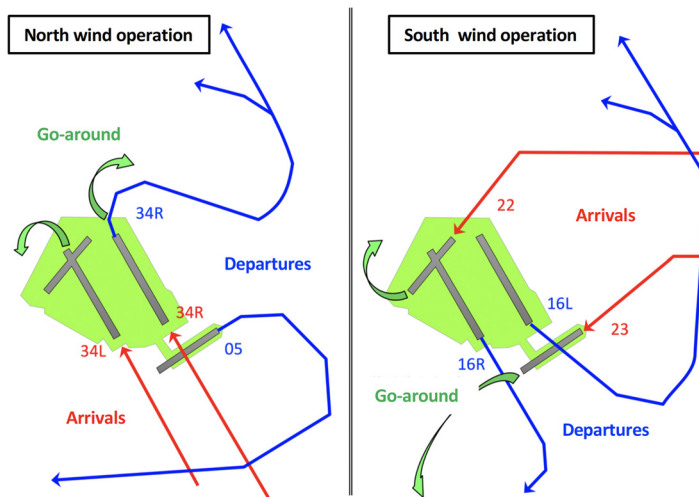 North wind operation
Go-around
34R
Departures
34R
34L
05
Arrivals
South wind operation
22
Arrivals
16L
23
16R
Go-around
Departures